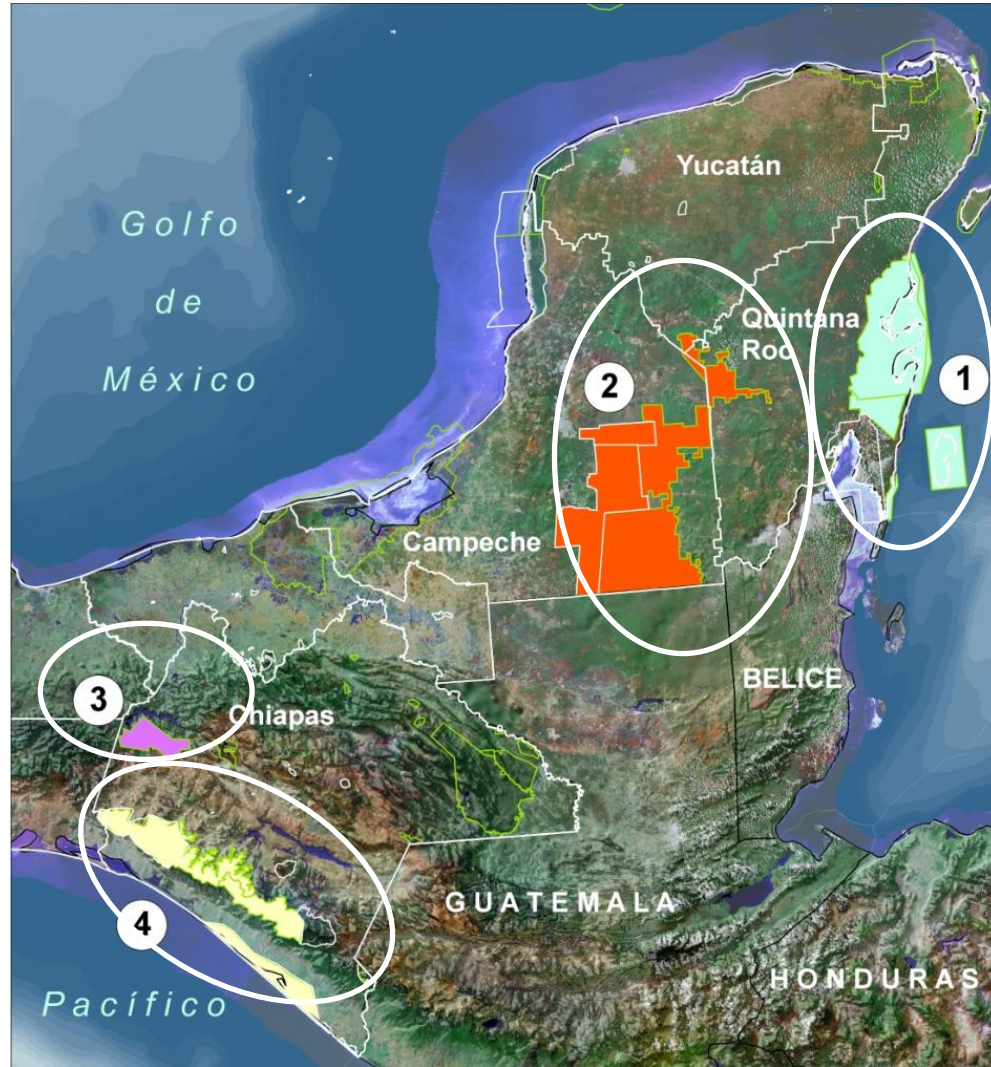 Yucatán
Golfo
de
México
Quintana
Roo
1
2
Campeche
BELICE
3
Chiapas
GUATEMALA
4
HONDURAS
Pacífico